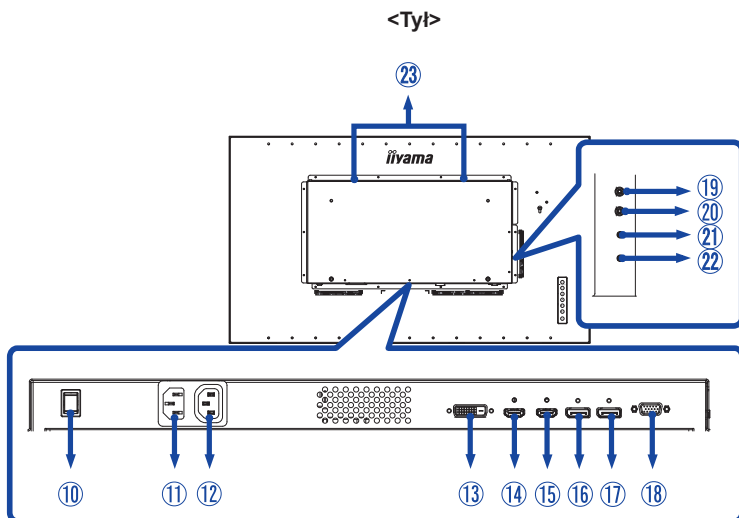 <Tył>
㉓
iiyama
⑲
⑳
㉑
㉒
⑩ ⑪ ⑫ ⑬ ⑭ ⑮ ⑯ ⑰ ⑱